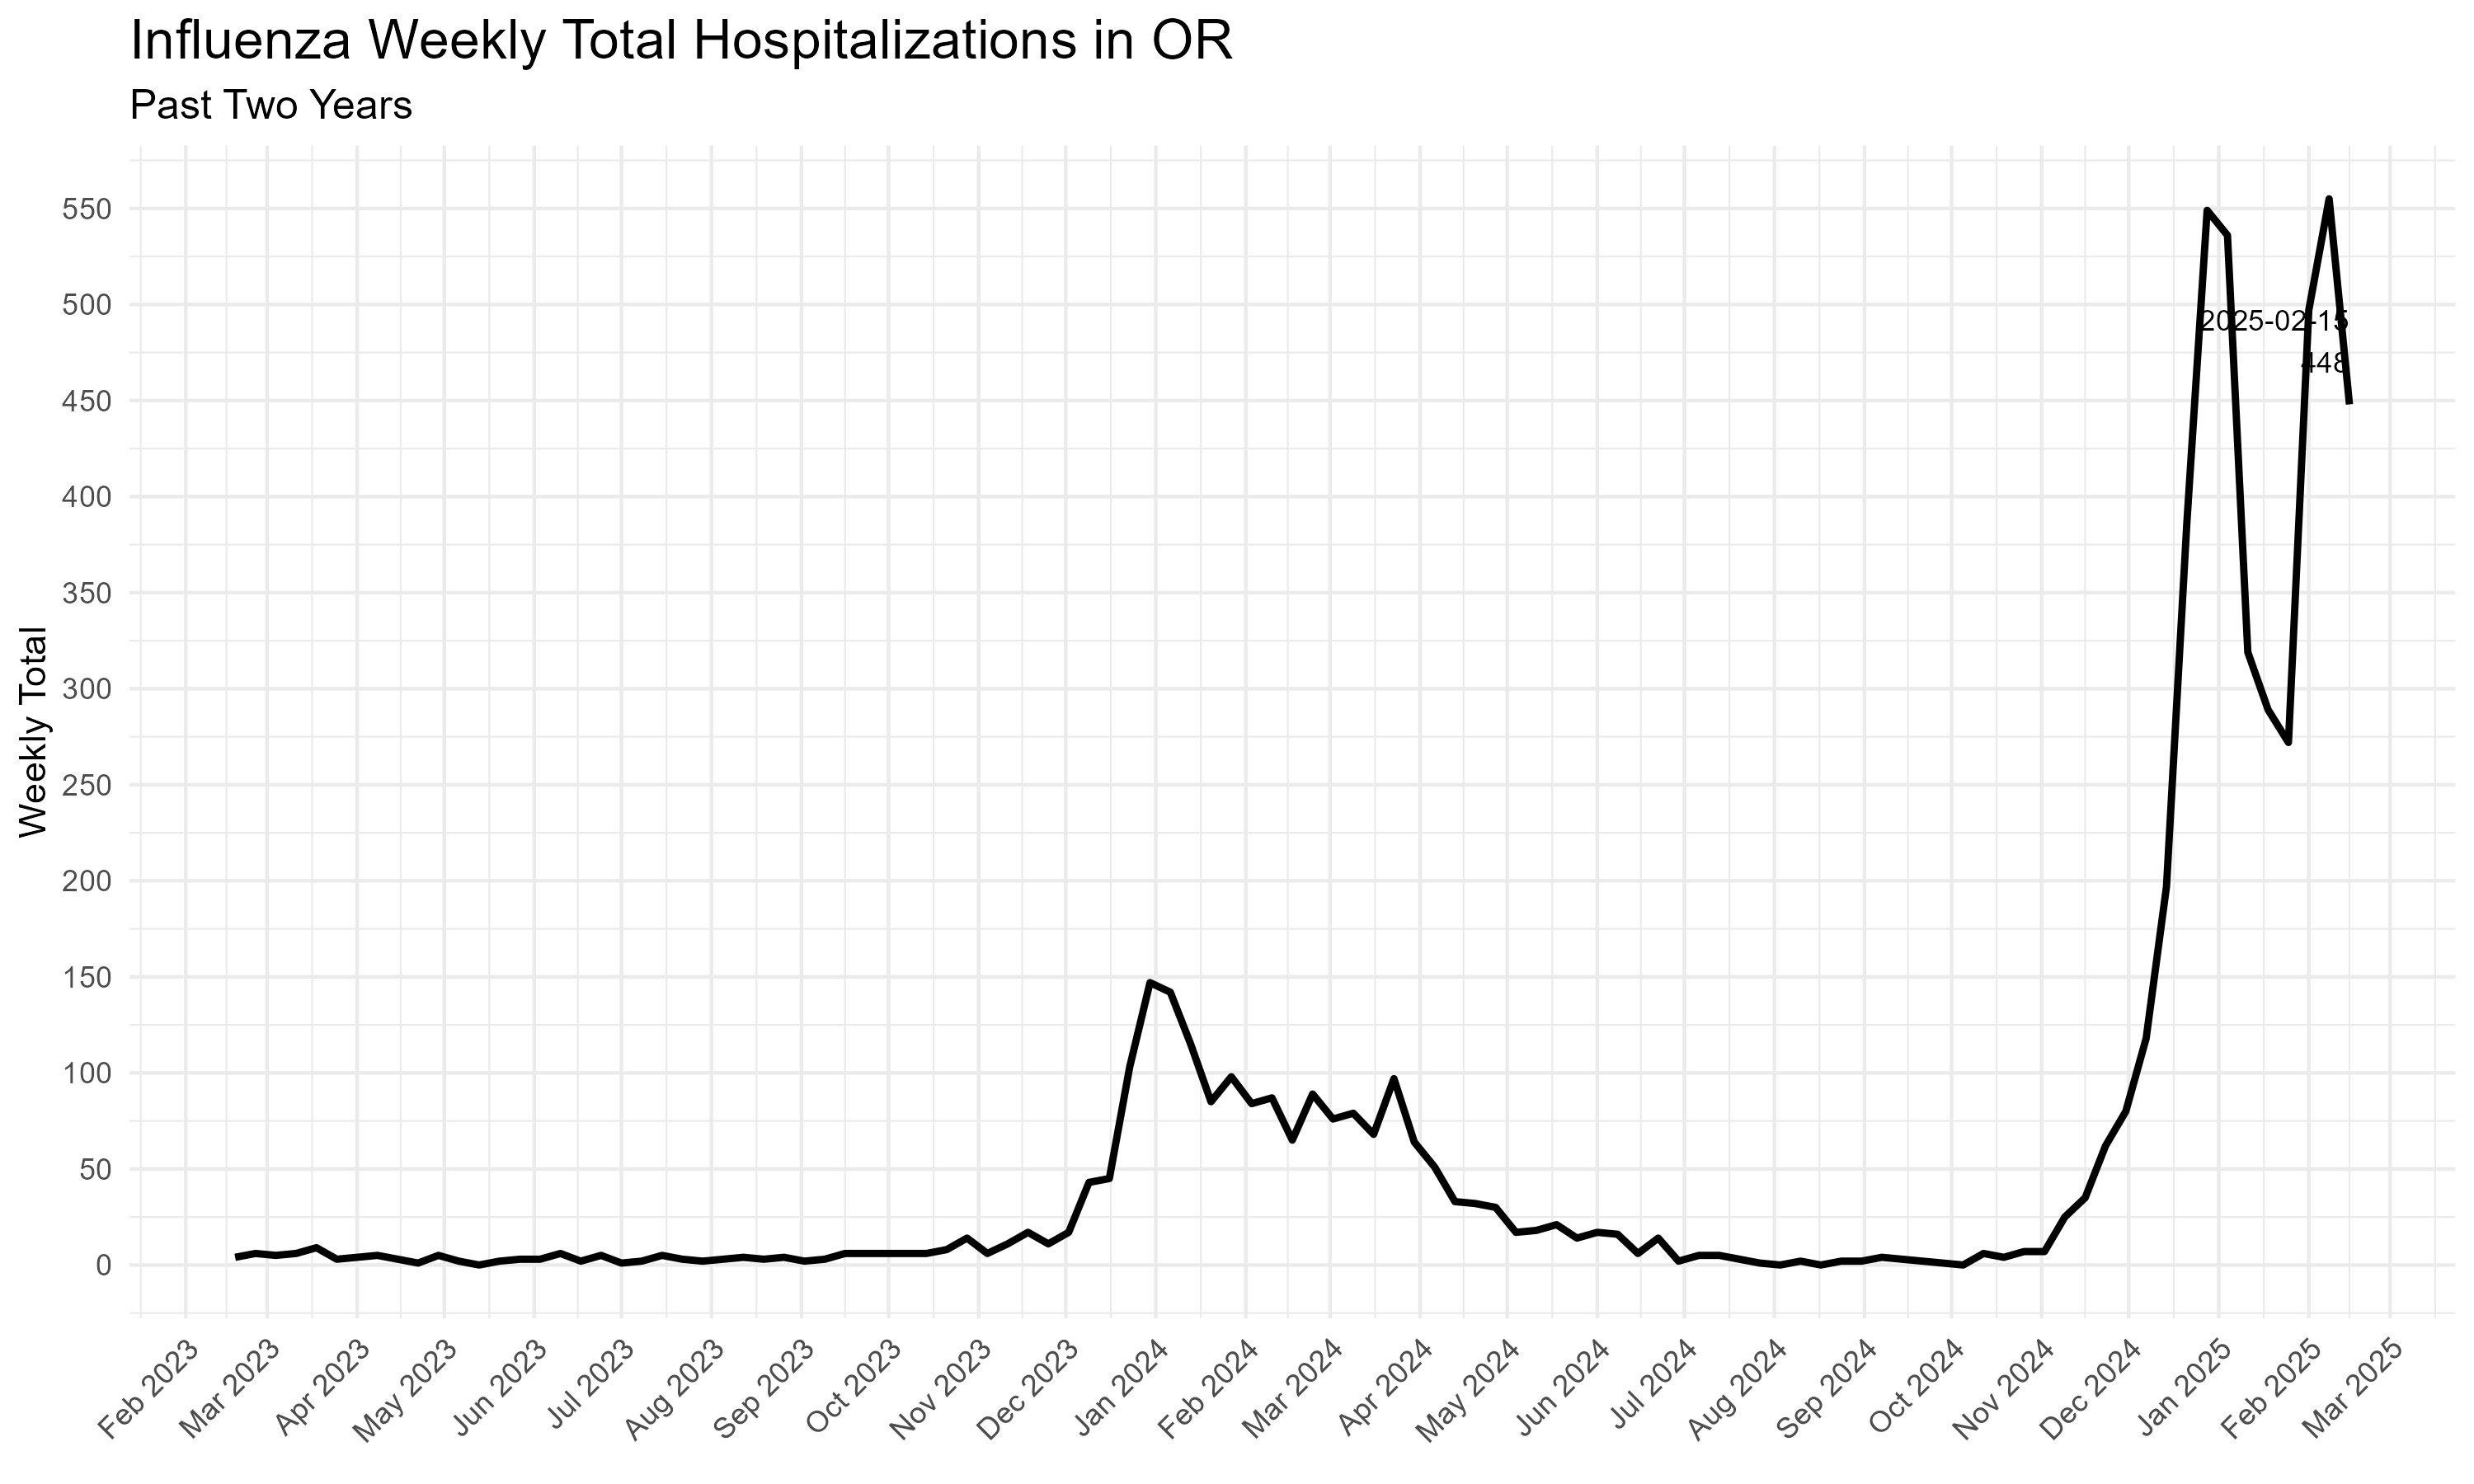 Influenza Weekly Total Hospitalizations in OR
Past Two Years
Weekly Total
550
500
450
400
350
300
250
200
150
100
50
0
2025-02-15
448
Feb 2023
Mar 2023
Apr 2023
May 2023
Jun 2023
Jul 2023
Aug 2023
Sep 2023
Oct 2023
Nov 2023
Dec 2023
Jan 2024
Feb 2024
Mar 2024
Apr 2024
May 2024
Jun 2024
Jul 2024
Aug 2024
Sep 2024
Oct 2024
Nov 2024
Dec 2024
Jan 2025
Feb 2025
Mar 2025